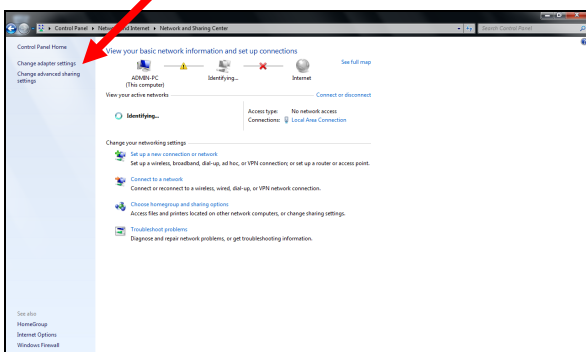 Control Panel ▸ Network and Internet ▸ Network and Sharing Center
Search Control Panel
Control Panel Home
Change adapter settings
Change advanced sharing
settings
View your basic network information and set up connections
See full map
ADMIN-PC
(This computer)
Identifying...
Internet
View your active networks
Connect or disconnect
Identifying...
Access type: No network access
Connections: Local Area Connection
Change your networking settings
Set up a new connection or network
Set up a wireless, broadband, dial-up, ad hoc, or VPN connection; or set up a router or access point.
Connect to a network
Connect or reconnect to a wireless, wired, dial-up, or VPN network connection.
Choose homegroup and sharing options
Access files and printers located on other network computers, or change sharing settings.
Troubleshoot problems
Diagnose and repair network problems, or get troubleshooting information.
See also
HomeGroup
Internet Options
Windows Firewall